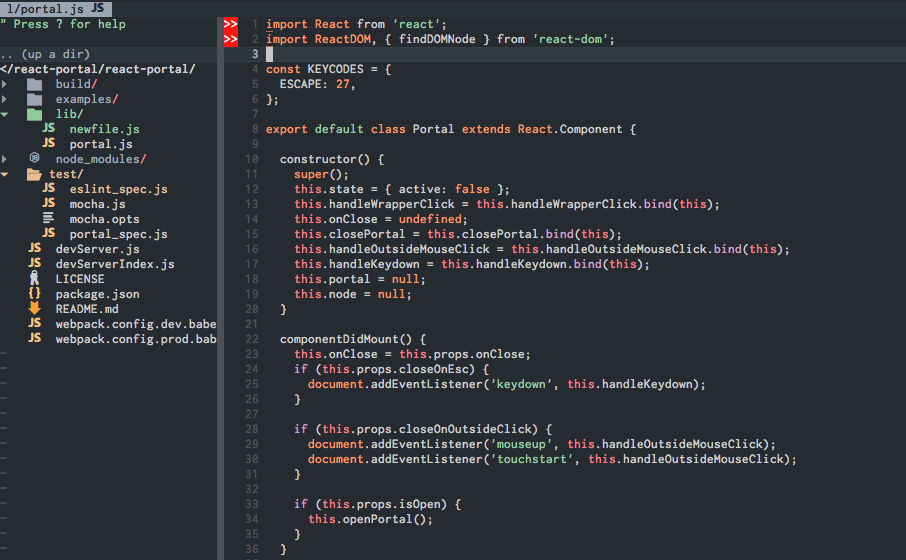 l/portal.js JS
" Press ? for help
.. (up a dir)
</react-portal/react-portal/
build/
examples/
lib/
JS newfile.js
JS portal.js
node_modules/
test/
JS eslint_spec.js
JS mocha.js
mocha.opts
JS portal_spec.js
JS devServer.js
JS devServerIndex.js
LICENSE
{} package.json
README.md
JS webpack.config.dev.babe
JS webpack.config.prod.bab
>> 1 import React from 'react';
>> 2 import ReactDOM, { findDOMNode } from 'react-dom';
3
4 const KEYCODES = {
5   ESCAPE: 27,
6 };
7
8 export default class Portal extends React.Component {
9
10   constructor() {
11     super();
12     this.state = { active: false };
13     this.handleWrapperClick = this.handleWrapperClick.bind(this);
14     this.onClose = undefined;
15     this.closePortal = this.closePortal.bind(this);
16     this.handleOutsideMouseClick = this.handleOutsideMouseClick.bind(this);
17     this.handleKeydown = this.handleKeydown.bind(this);
18     this.portal = null;
19     this.node = null;
20   }
21
22   componentDidMount() {
23     this.onClose = this.props.onClose;
24     if (this.props.closeOnEsc) {
25       document.addEventListener('keydown', this.handleKeydown);
26     }
27
28     if (this.props.closeOnOutsideClick) {
29       document.addEventListener('mouseup', this.handleOutsideMouseClick);
30       document.addEventListener('touchstart', this.handleOutsideMouseClick);
31     }
32
33     if (this.props.isOpen) {
34       this.openPortal();
35     }
36   }